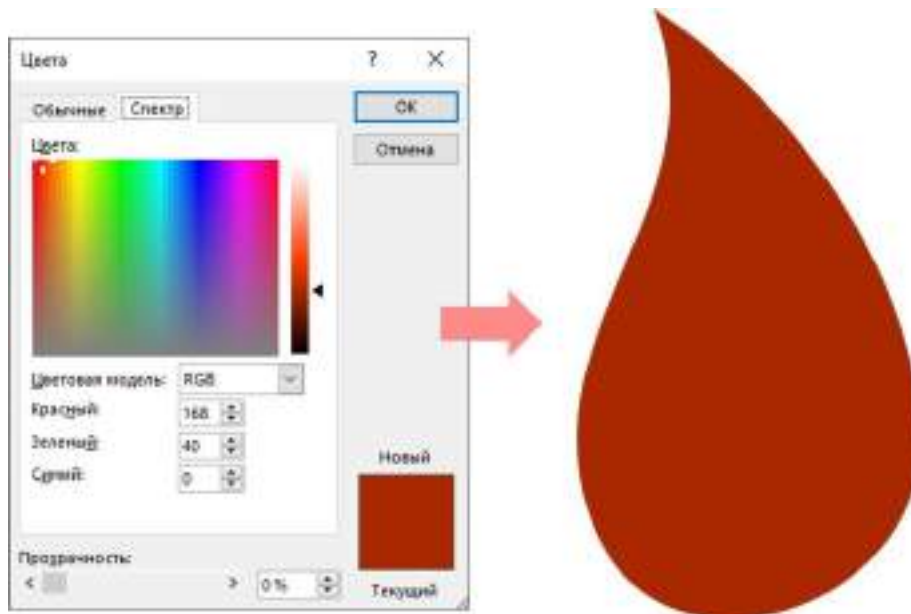 Цвета ? ×
Обычные Спектр
ОК
Отмена
Цвета:
Цветовая модель: RGB
Красный: 168
Зеленый: 40
Синий: 0
Новый
Текущий
Прозрачность:
< > 0 %